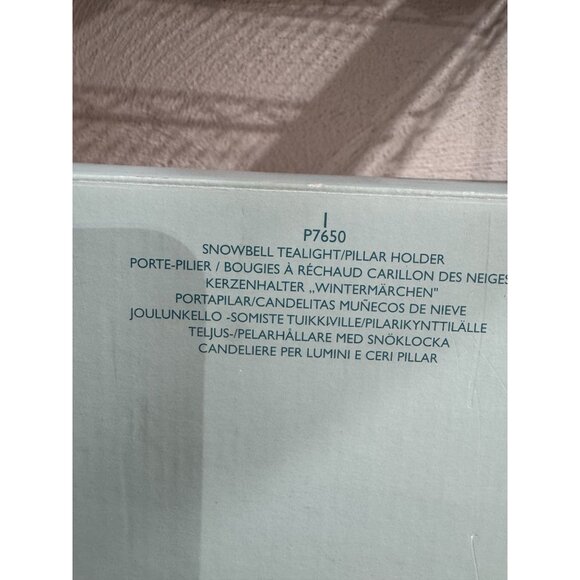 1
P7650
SNOWBELL TEALIGHT/PILLAR HOLDER
PORTE-PILIER / BOUGIES À RÉCHAUD CARILLON DES NEIGES
KERZENHALTER „WINTERMÄRCHEN"
PORTAPILAR/CANDELITAS MUÑECOS DE NIEVE
JOULUNKELLO -SOMISTE TUIKKIVILLE/PILARIKYNTTILÄLLE
TELJUS-/PELARHÅLLARE MED SNÖKLOCKA
CANDELIERE PER LUMINI E CERI PILLAR